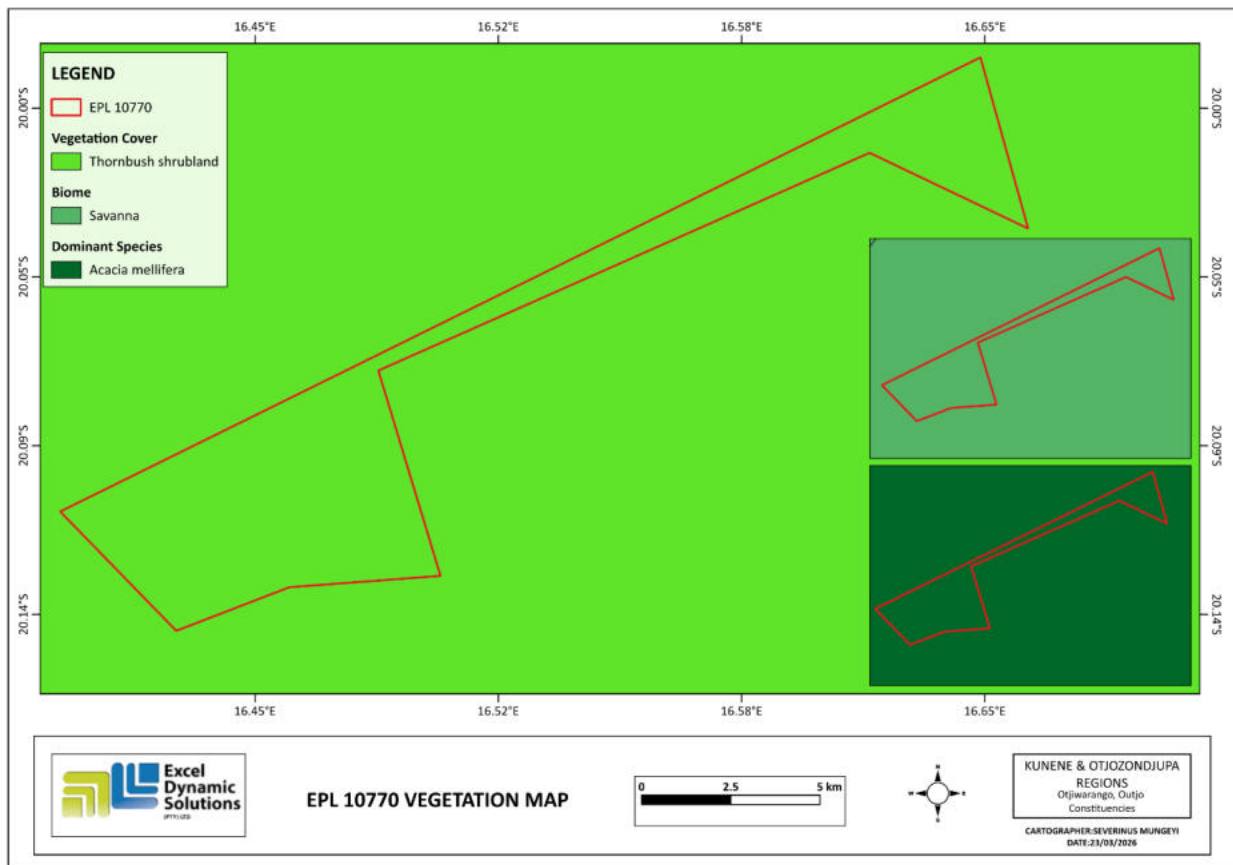 16.45°E 16.52°E 16.58°E 16.65°E
LEGEND
EPL 10770
Vegetation Cover
Thornbush shrubland
Biome
Savanna
Dominant Species
Acacia mellifera
20.00°S 20.00°S
20.05°S 20.05°S
20.09°S 20.09°S
20.14°S 20.14°S
16.45°E 16.52°E 16.58°E 16.65°E
Excel
Dynamic
Solutions
(PTY) LTD
EPL 10770 VEGETATION MAP
0 2.5 5 km
N
W E
S
KUNENE & OTJOZONDJUPA
REGIONS
Otjiwarango, Outjo
Constituencies
CARTOGRAPHER:SEVERINUS MUNGEYI
DATE:23/03/2026